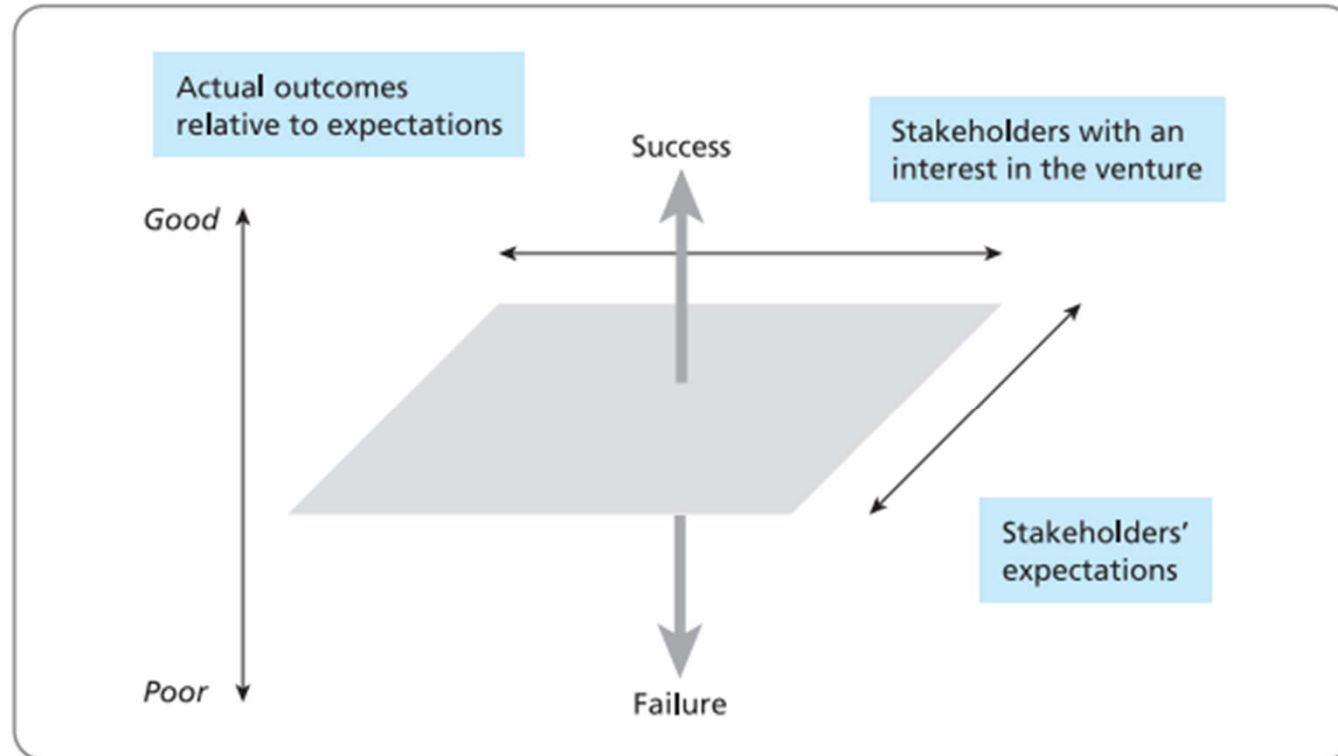 Actual outcomes
relative to expectations
Success
Stakeholders with an
interest in the venture
Good
Stakeholders’
expectations
Poor
Failure